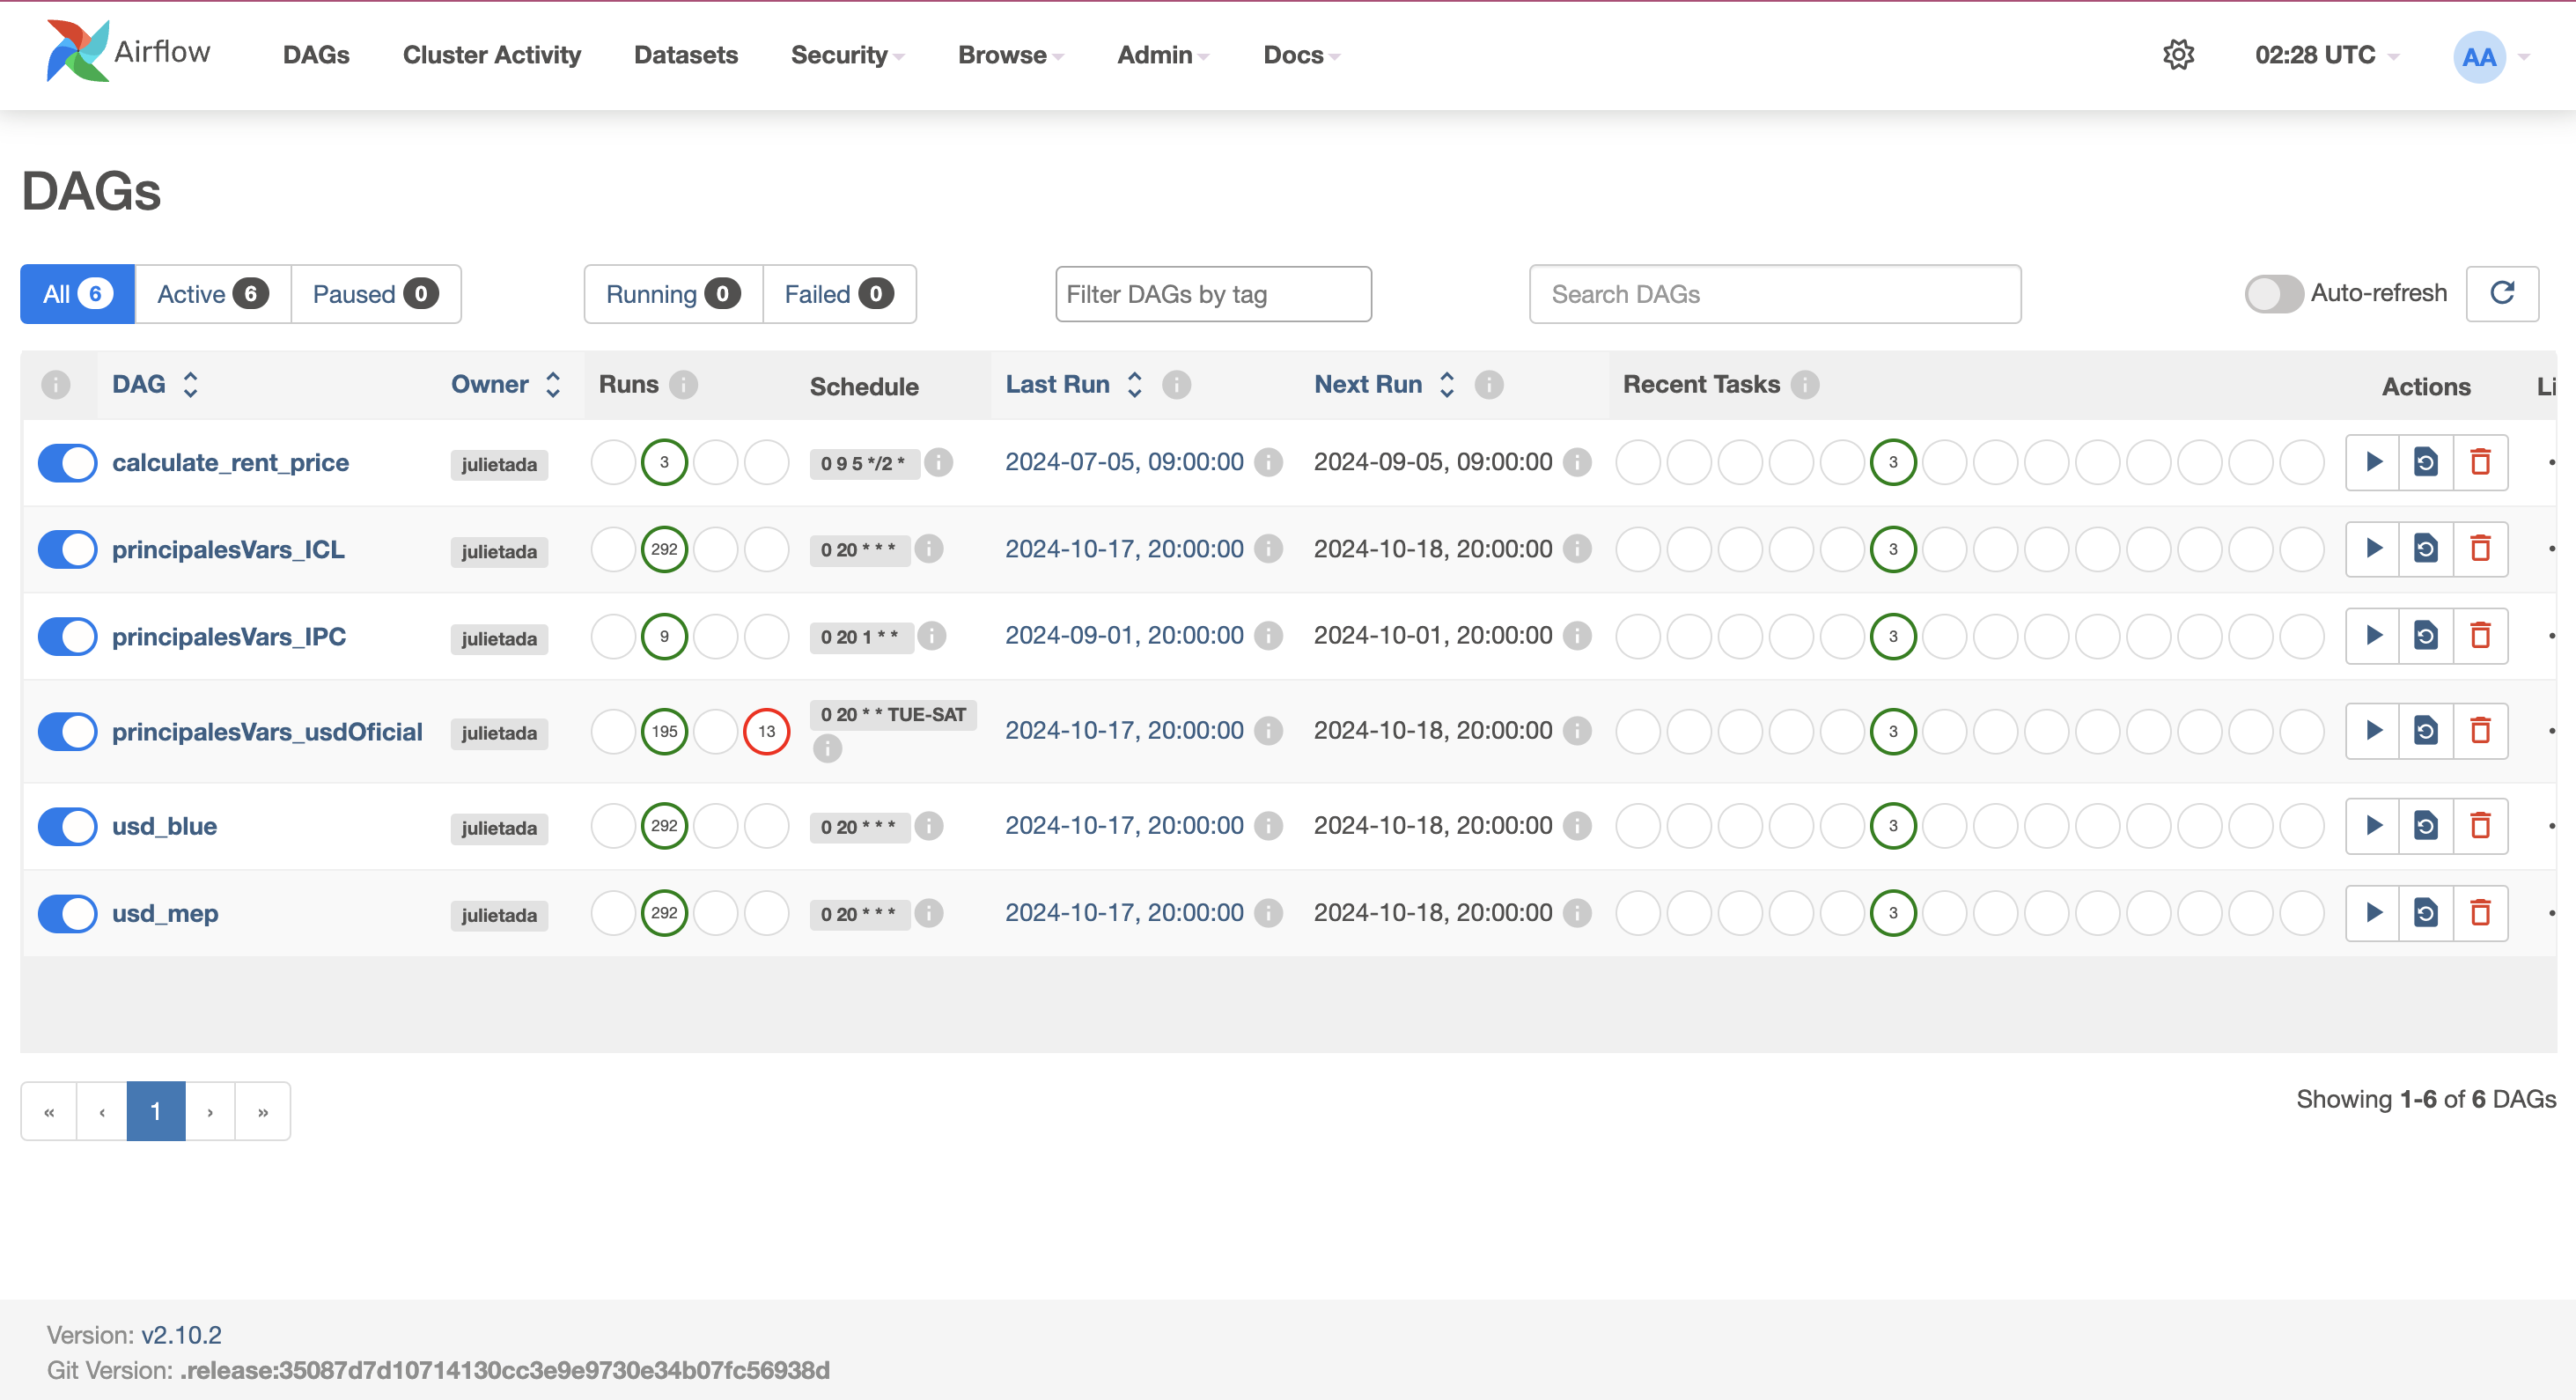 Airflow DAGs Cluster Activity Datasets Security Browse Admin Docs 02:28 UTC AA
DAGs
All 6 Active 6 Paused 0 Running 0 Failed 0 Filter DAGs by tag Search DAGs Auto-refresh
DAG Owner Runs Schedule Last Run Next Run Recent Tasks Actions Li
calculate_rent_price julietada 3 0 9 5 */2 * 2024-07-05, 09:00:00 2024-09-05, 09:00:00 3
principalesVars_ICL julietada 292 0 20 * * * 2024-10-17, 20:00:00 2024-10-18, 20:00:00 3
principalesVars_IPC julietada 9 0 20 1 * * 2024-09-01, 20:00:00 2024-10-01, 20:00:00 3
principalesVars_usdOficial julietada 195 13 0 20 * * TUE-SAT 2024-10-17, 20:00:00 2024-10-18, 20:00:00 3
usd_blue julietada 292 0 20 * * * 2024-10-17, 20:00:00 2024-10-18, 20:00:00 3
usd_mep julietada 292 0 20 * * * 2024-10-17, 20:00:00 2024-10-18, 20:00:00 3
« ‹ 1 › » Showing 1-6 of 6 DAGs
Version: v2.10.2
Git Version: .release:35087d7d10714130cc3e9e9730e34b07fc56938d